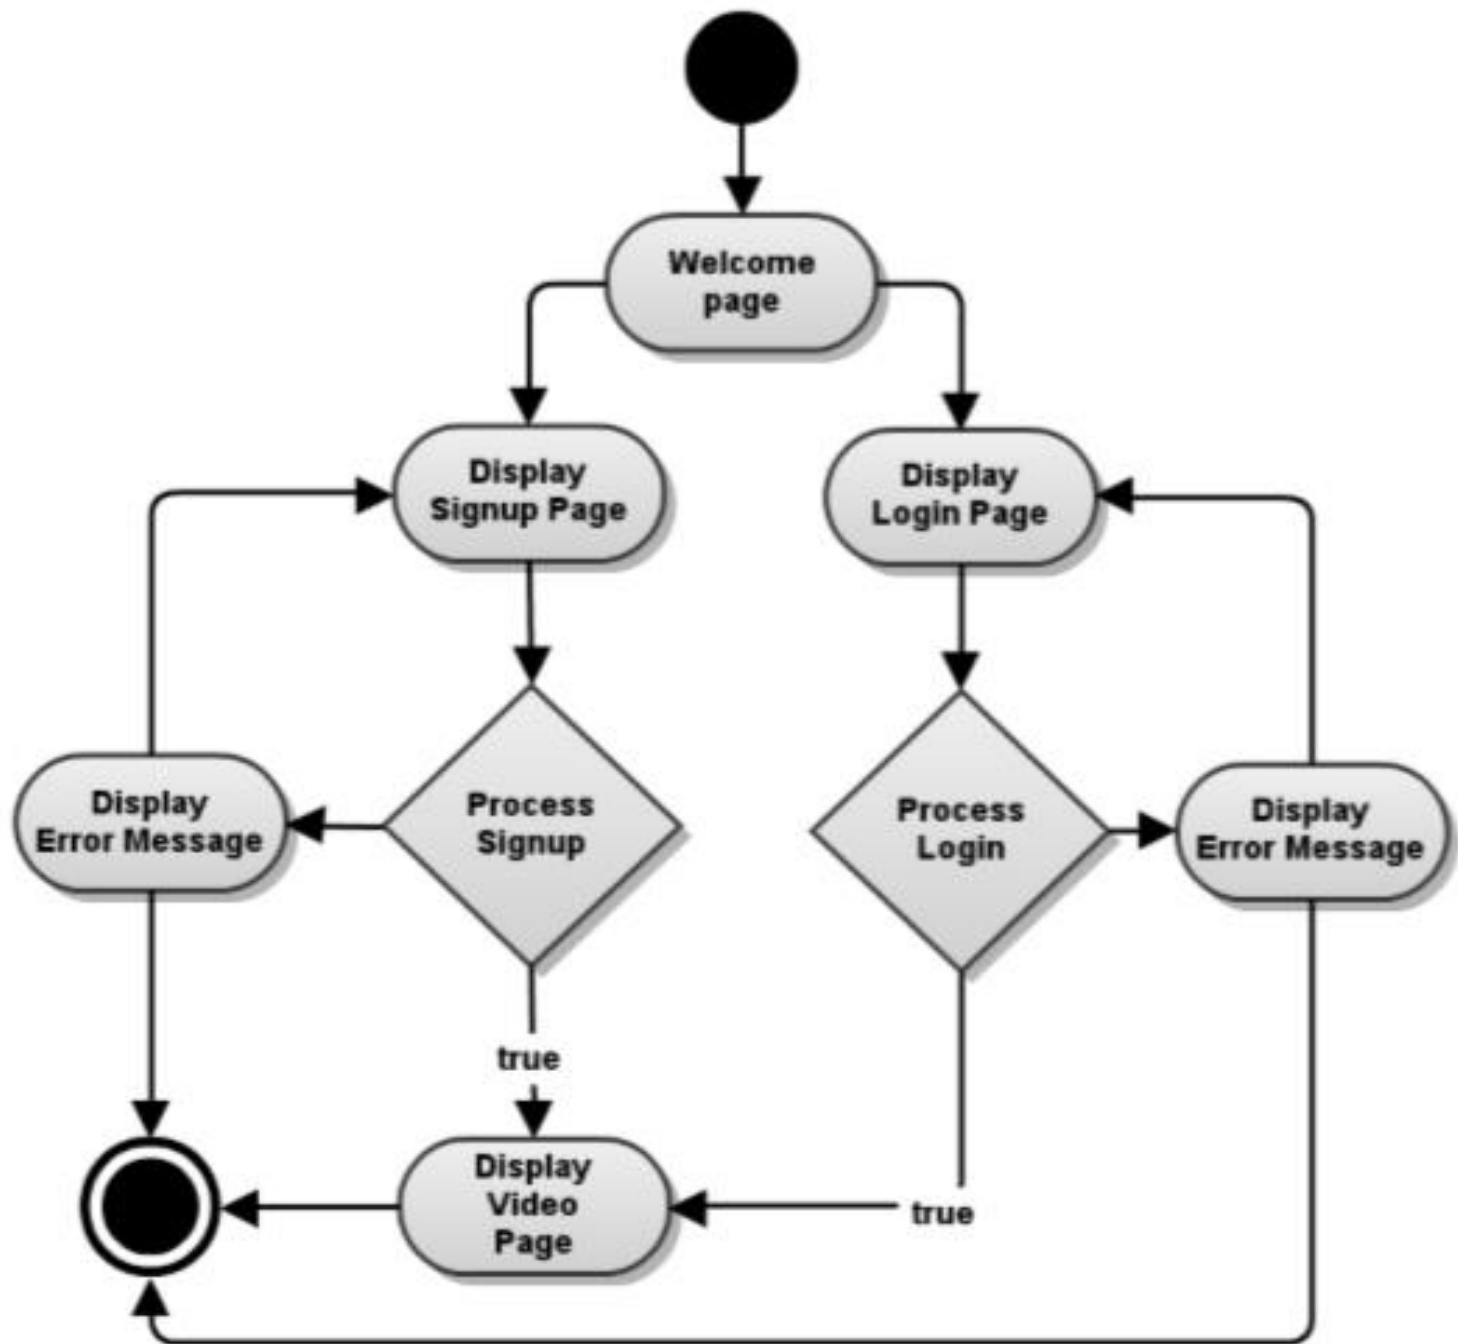 Welcome
page
Display
Signup Page
Display
Login Page
Display
Error Message
Process
Signup
Process
Login
Display
Error Message
true
Display
Video
Page
true